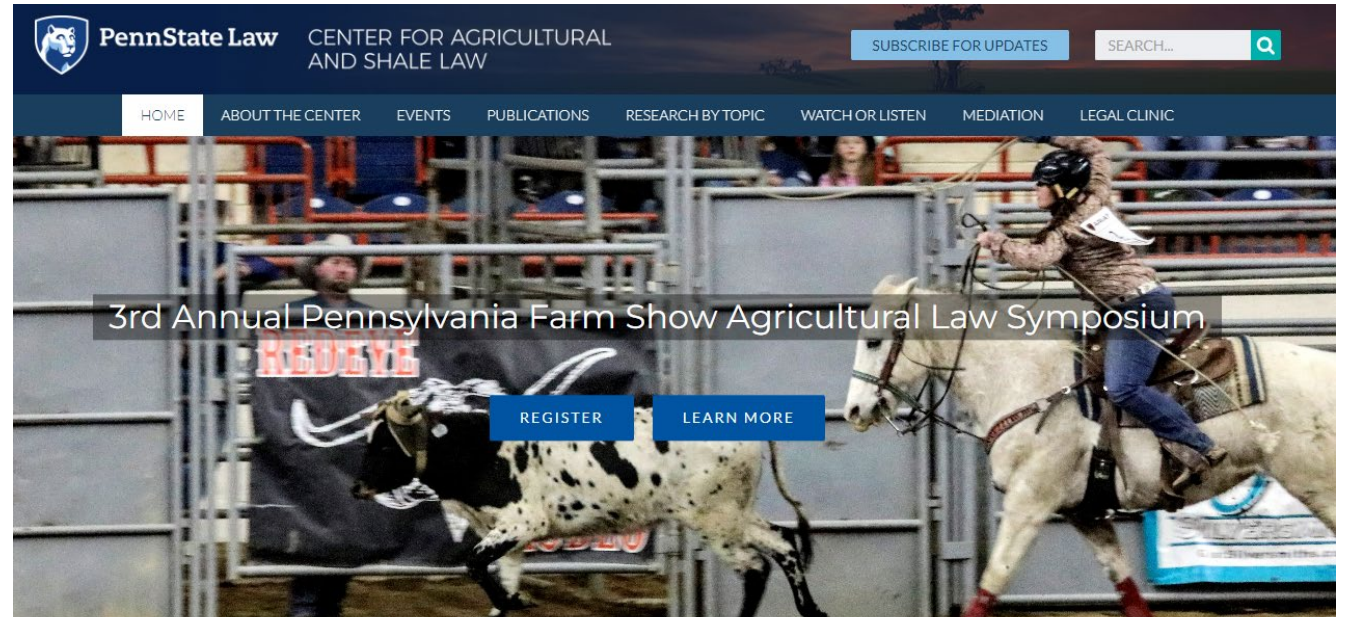 PennState Law
CENTER FOR AGRICULTURAL
AND SHALE LAW
SUBSCRIBE FOR UPDATES
SEARCH...
HOME
ABOUT THE CENTER
EVENTS
PUBLICATIONS
RESEARCH BY TOPIC
WATCH OR LISTEN
MEDIATION
LEGAL CLINIC
3rd Annual Pennsylvania Farm Show Agricultural Law Symposium
REDEYE
REGISTER
LEARN MORE